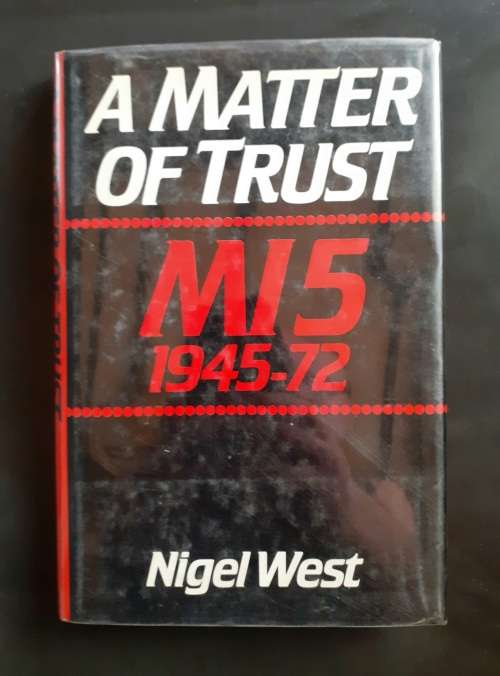 A MATTER
OF TRUST
MI5
1945-72
Nigel West